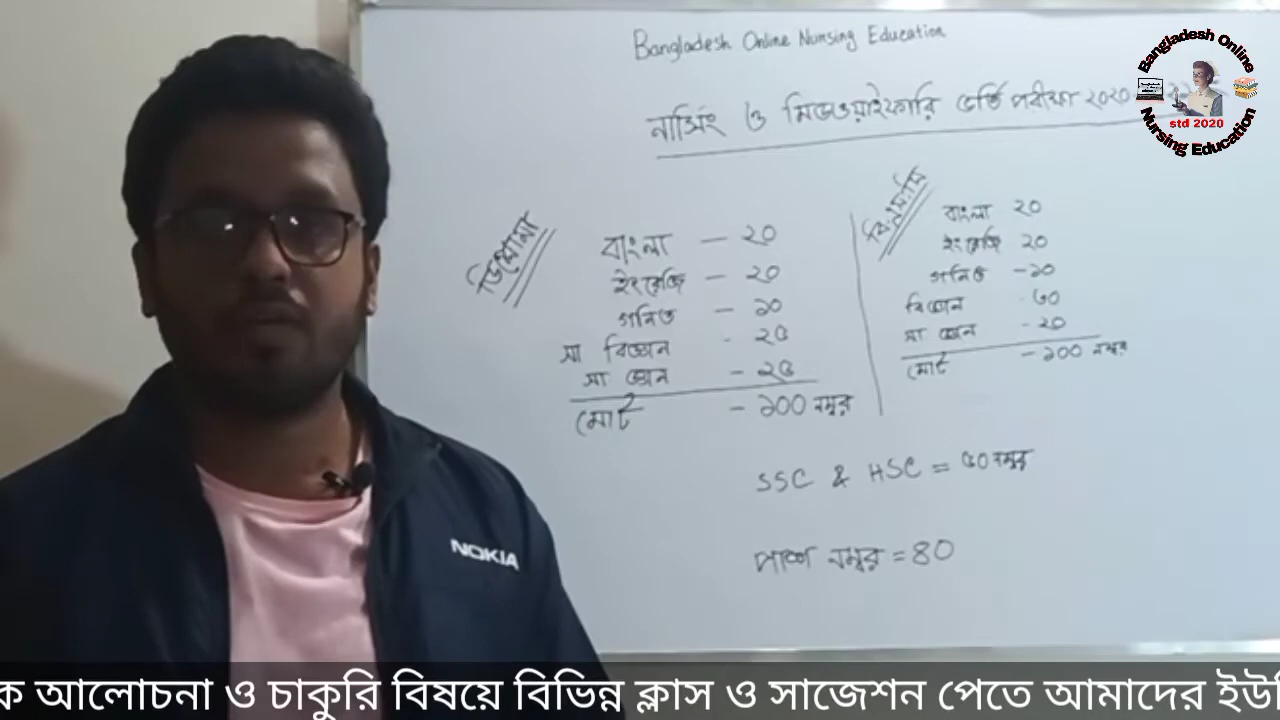 Bangladesh Online Nursing Education
নার্সিং ও মিডওয়াইফারি ভর্তি পরীক্ষা ২০২০
Bangladesh Online
std 2020
Nursing Education
ডিপ্লোমা
বাংলা — ২০
ইংরেজি — ২০
গনিত — ১০
সা বিজ্ঞান - ২৫
সা জ্ঞান - ২৫
মোট - ১০০ নম্বর
বিএসসি
বাংলা ২০
ইংরেজি ২০
গনিত - ১০
বিজ্ঞান - ৩০
সা জ্ঞান - ২০
মোট - ১০০ নম্বর
SSC & HSC = ৫০ নম্বর
পাশ নম্বর = ৪০
NOKIA
ক আলোচনা ও চাকুরি বিষয়ে বিভিন্ন ক্লাস ও সাজেশন পেতে আমাদের ইউ